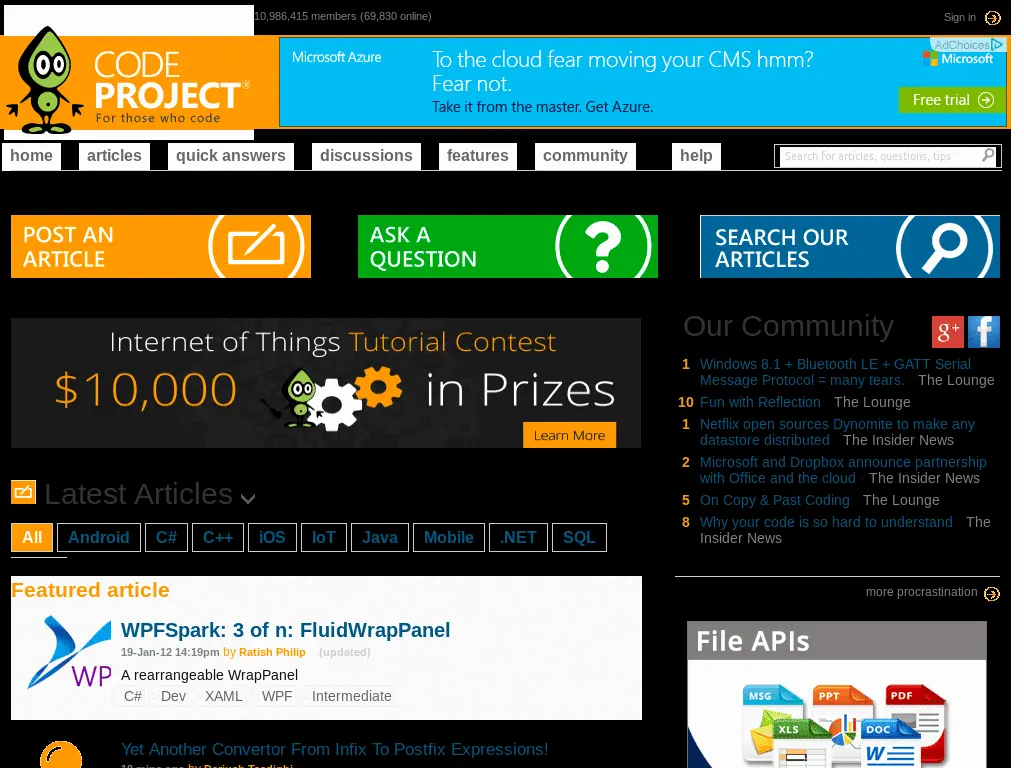 10,986,415 members (69,830 online)
Sign in
CODE
PROJECT®
For those who code
Microsoft Azure
To the cloud fear moving your CMS hmm?
Fear not.
Take it from the master. Get Azure.
AdChoices
Microsoft
Free trial
home
articles
quick answers
discussions
features
community
help
Search for articles, questions, tips
POST AN
ARTICLE
ASK A
QUESTION
SEARCH OUR
ARTICLES
Internet of Things Tutorial Contest
$10,000
in Prizes
Learn More
Our Community
g+
f
1 Windows 8.1 + Bluetooth LE + GATT Serial
Message Protocol = many tears. The Lounge
10 Fun with Reflection The Lounge
1 Netflix open sources Dynomite to make any
datastore distributed The Insider News
2 Microsoft and Dropbox announce partnership
with Office and the cloud The Insider News
5 On Copy & Past Coding The Lounge
8 Why your code is so hard to understand The
Insider News
more procrastination
Latest Articles
All
Android
C#
C++
iOS
IoT
Java
Mobile
.NET
SQL
Featured article
WP
WPFSpark: 3 of n: FluidWrapPanel
19-Jan-12 14:19pm by Ratish Philip (updated)
A rearrangeable WrapPanel
C# Dev XAML WPF Intermediate
Yet Another Convertor From Infix To Postfix Expressions!
File APIs
MSG
PPT
PDF
XLS
DOC
W